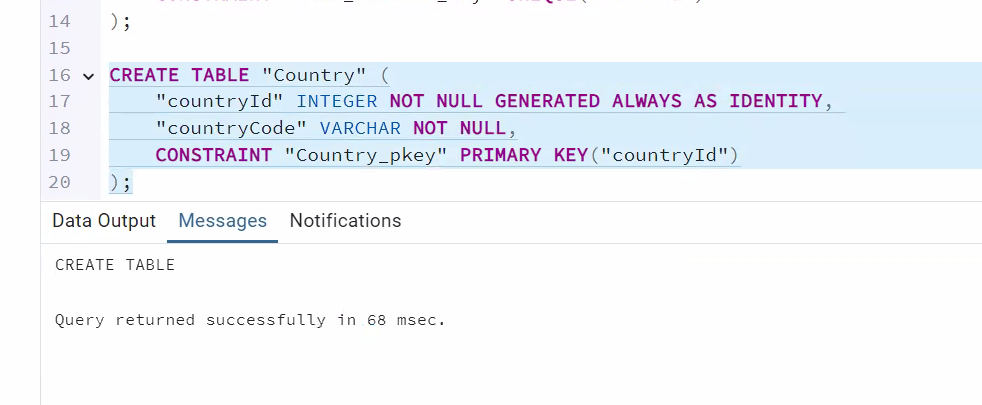 14 );
15
16 CREATE TABLE "Country" (
17 "countryId" INTEGER NOT NULL GENERATED ALWAYS AS IDENTITY,
18 "countryCode" VARCHAR NOT NULL,
19 CONSTRAINT "Country_pkey" PRIMARY KEY("countryId")
20 );
Data Output Messages Notifications
CREATE TABLE
Query returned successfully in 68 msec.